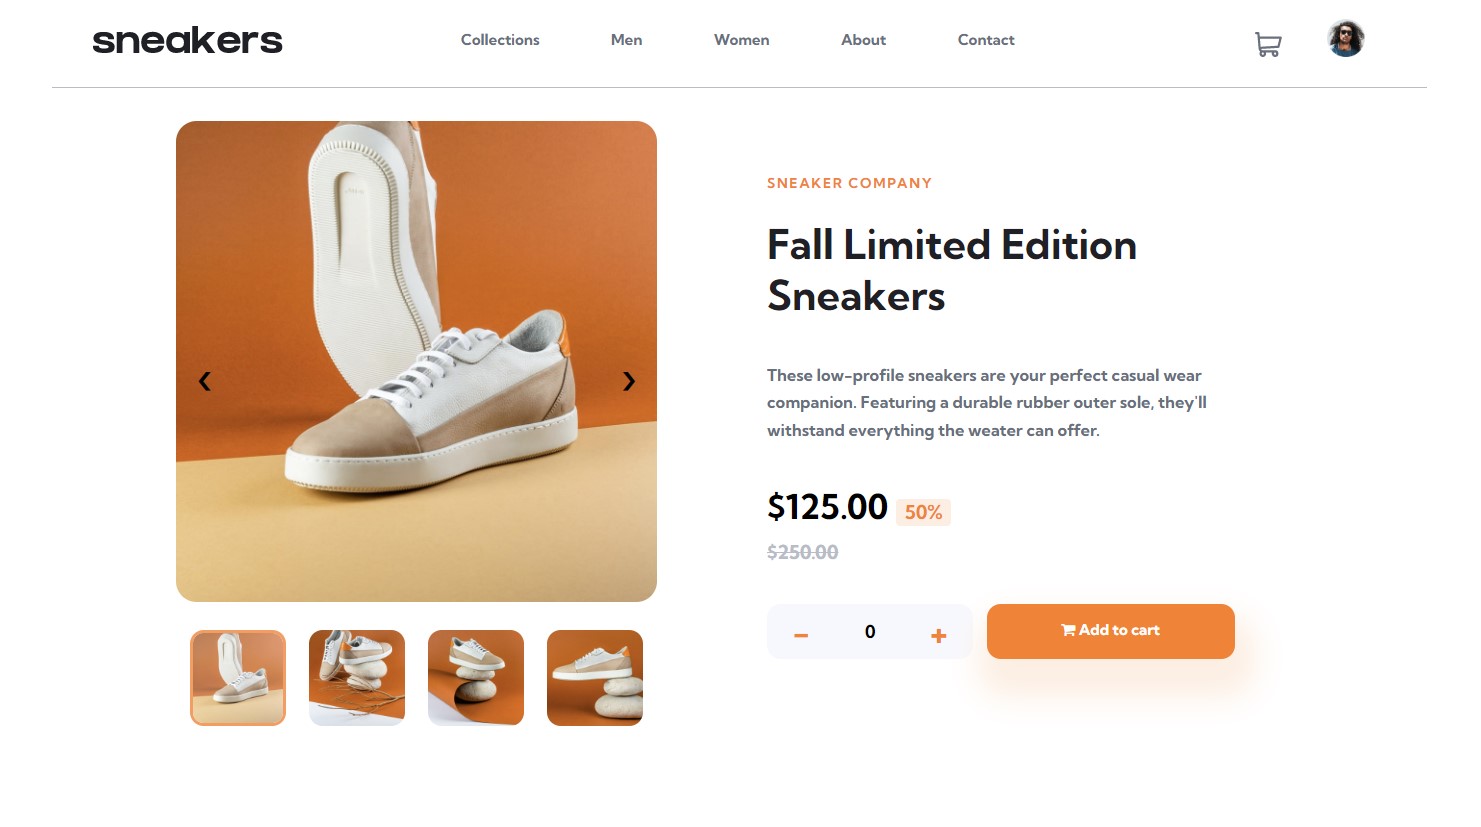 sneakers
Collections Men Women About Contact
SNEAKER COMPANY
Fall Limited Edition
Sneakers
These low-profile sneakers are your perfect casual wear
companion. Featuring a durable rubber outer sole, they'll
withstand everything the weater can offer.
$125.00 50%
$250.00
0
Add to cart